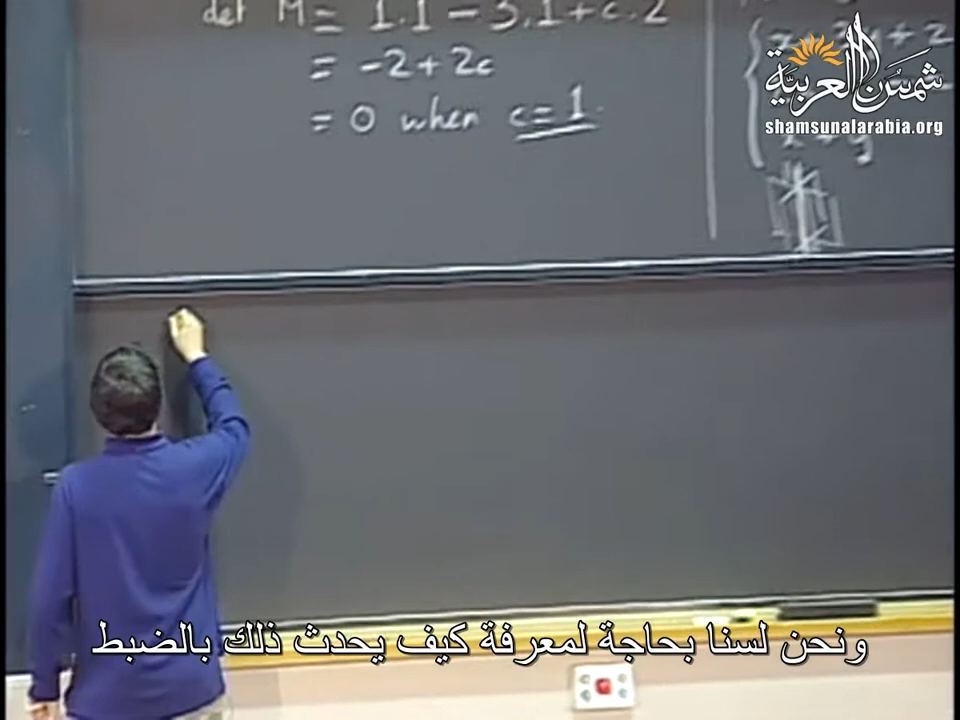 det M = 1.1 - 3.1 + c.2
= -2 + 2c
= 0 when c = 1.
شمس العربية
shamsunalarabia.org
x + y
ونحن لسنا بحاجة لمعرفة كيف يحدث ذلك بالضبط